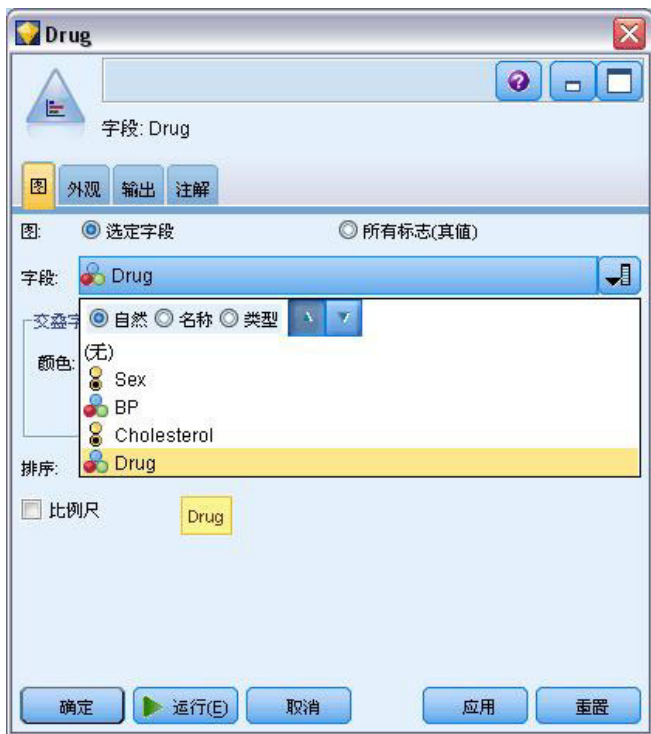 Drug
字段: Drug
图 外观 输出 注解
图: 选定字段 所有标志(真值)
字段: Drug
交叠字 自然 名称 类型
颜色: (无)
Sex
BP
Cholesterol
排序: Drug
比例尺 Drug
确定 运行(E) 取消 应用 重置